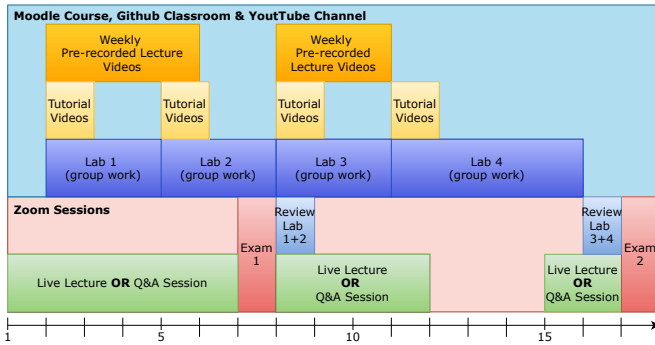 Moodle Course, Github Classroom & YoutTube Channel
Weekly
Pre-recorded Lecture
Videos
Weekly
Pre-recorded
Lecture Videos
Tutorial
Videos
Tutorial
Videos
Tutorial
Videos
Tutorial
Videos
Lab 1
(group work)
Lab 2
(group work)
Lab 3
(group work)
Lab 4
(group work)
Zoom Sessions
Exam
1
Review
Lab
1+2
Review
Lab
3+4
Exam
2
Live Lecture OR Q&A Session
Live Lecture
OR
Q&A Session
Live Lecture
OR
Q&A Session
1 5 10 15